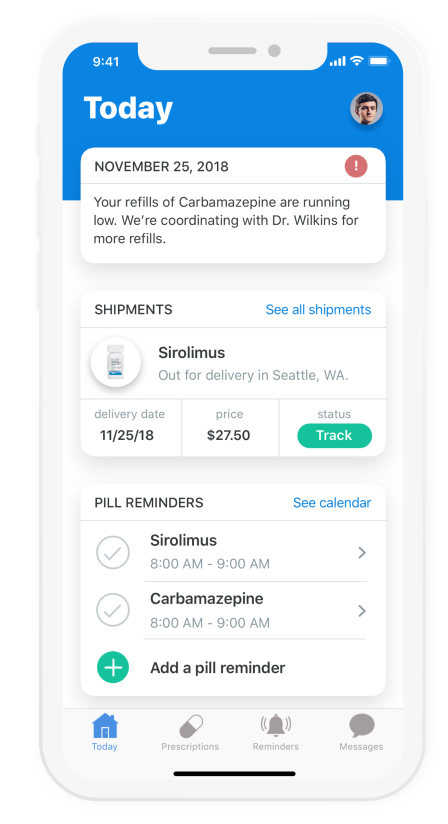 9:41
Today
NOVEMBER 25, 2018
!
Your refills of Carbamazepine are running
low. We’re coordinating with Dr. Wilkins for
more refills.
SHIPMENTS
See all shipments
Sirolimus
Out for delivery in Seattle, WA.
delivery date
price
status
11/25/18
$27.50
Track
PILL REMINDERS
See calendar
Sirolimus
8:00 AM - 9:00 AM
Carbamazepine
8:00 AM - 9:00 AM
Add a pill reminder
Today
Prescriptions
Reminders
Messages